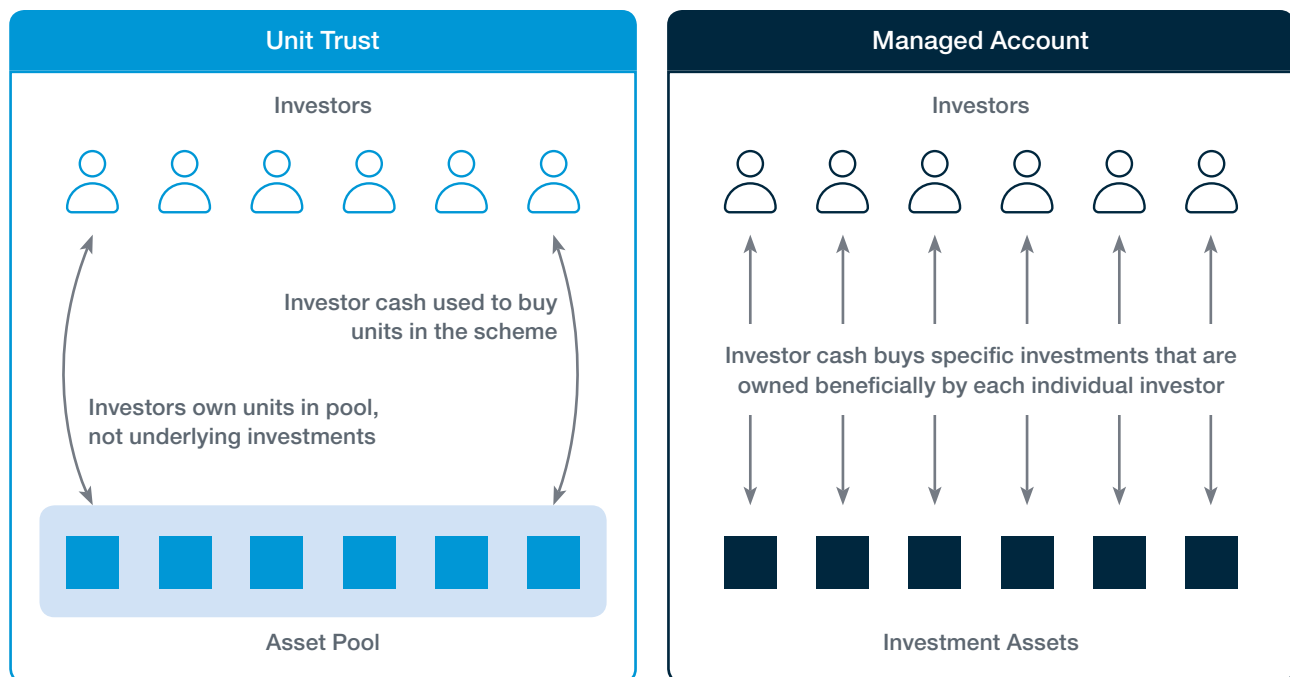 Unit Trust
Investors
Investor cash used to buy
units in the scheme
Investors own units in pool,
not underlying investments
Asset Pool
Managed Account
Investors
Investor cash buys specific investments that are
owned beneficially by each individual investor
Investment Assets